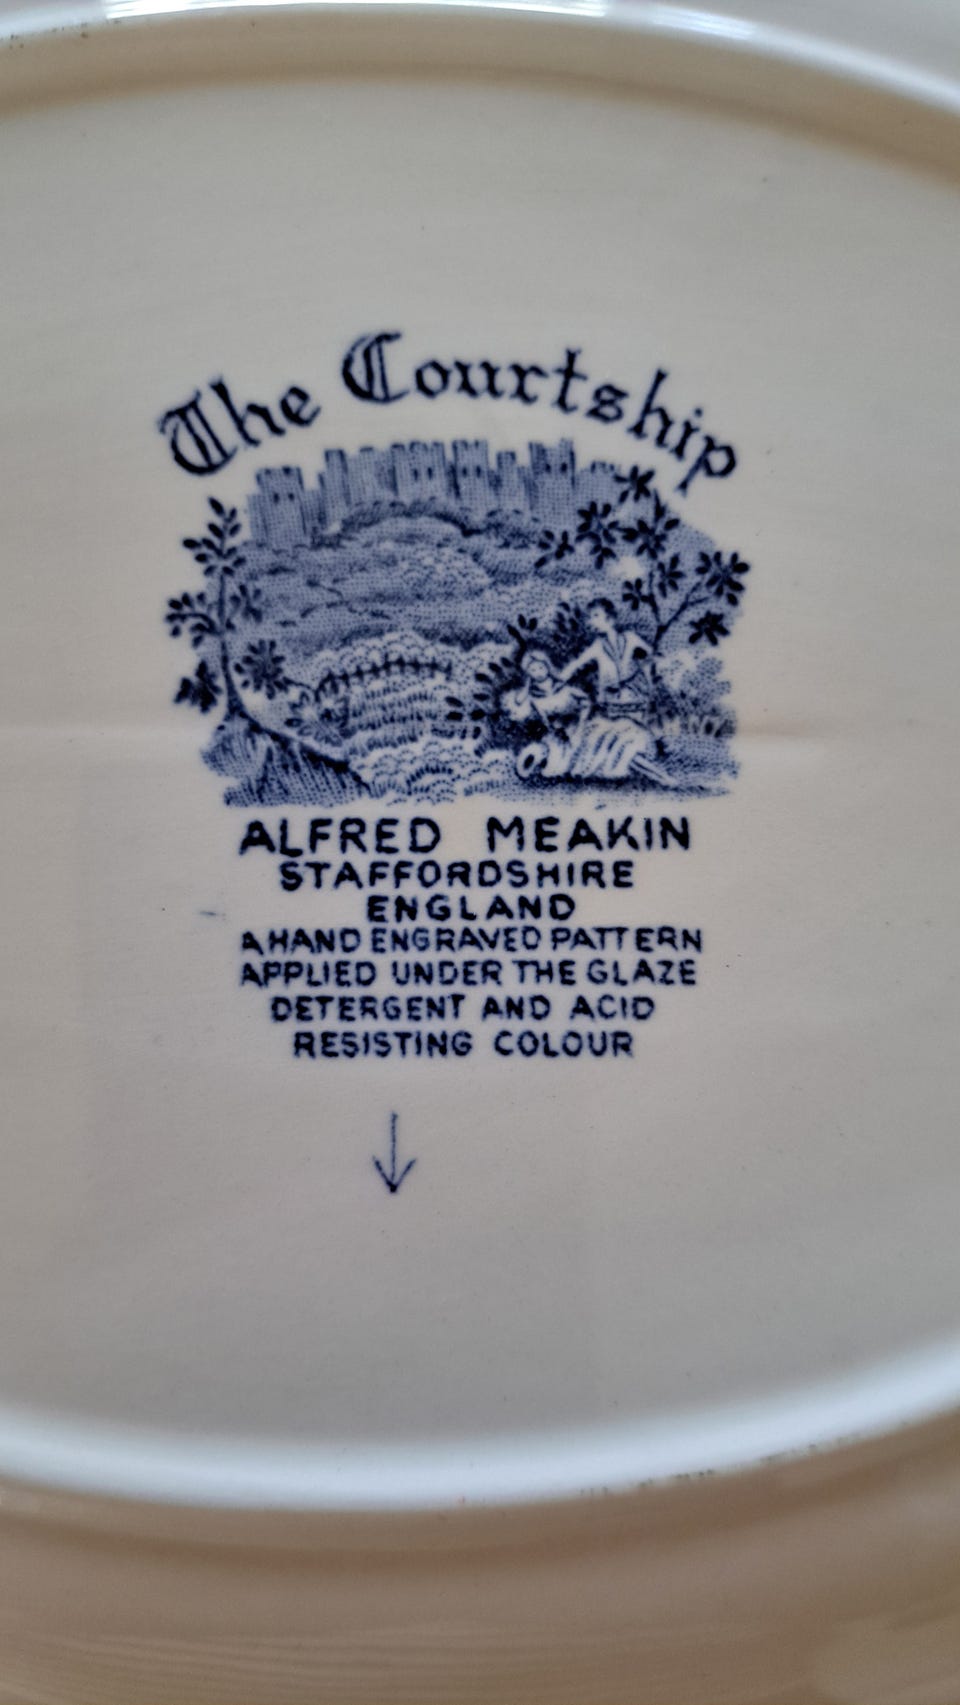 The Courtship
ALFRED MEAKIN
STAFFORDSHIRE
ENGLAND
A HAND ENGRAVED PATTERN
APPLIED UNDER THE GLAZE
DETERGENT AND ACID
RESISTING COLOUR